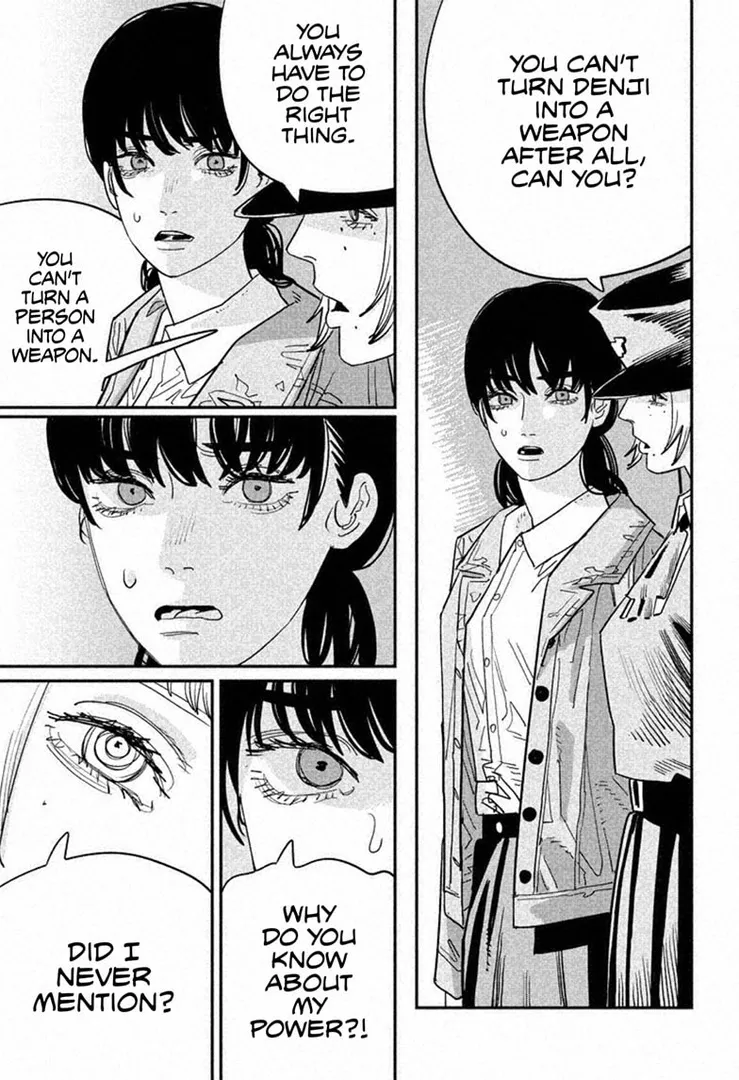 YOU CAN'T
TURN DENJI
INTO A
WEAPON
AFTER ALL,
CAN YOU?
YOU
ALWAYS
HAVE TO
DO THE
RIGHT
THING.
YOU
CAN'T
TURN A
PERSON
INTO A
WEAPON.
WHY
DO YOU
KNOW
ABOUT
MY
POWER?!
DID I
NEVER
MENTION?